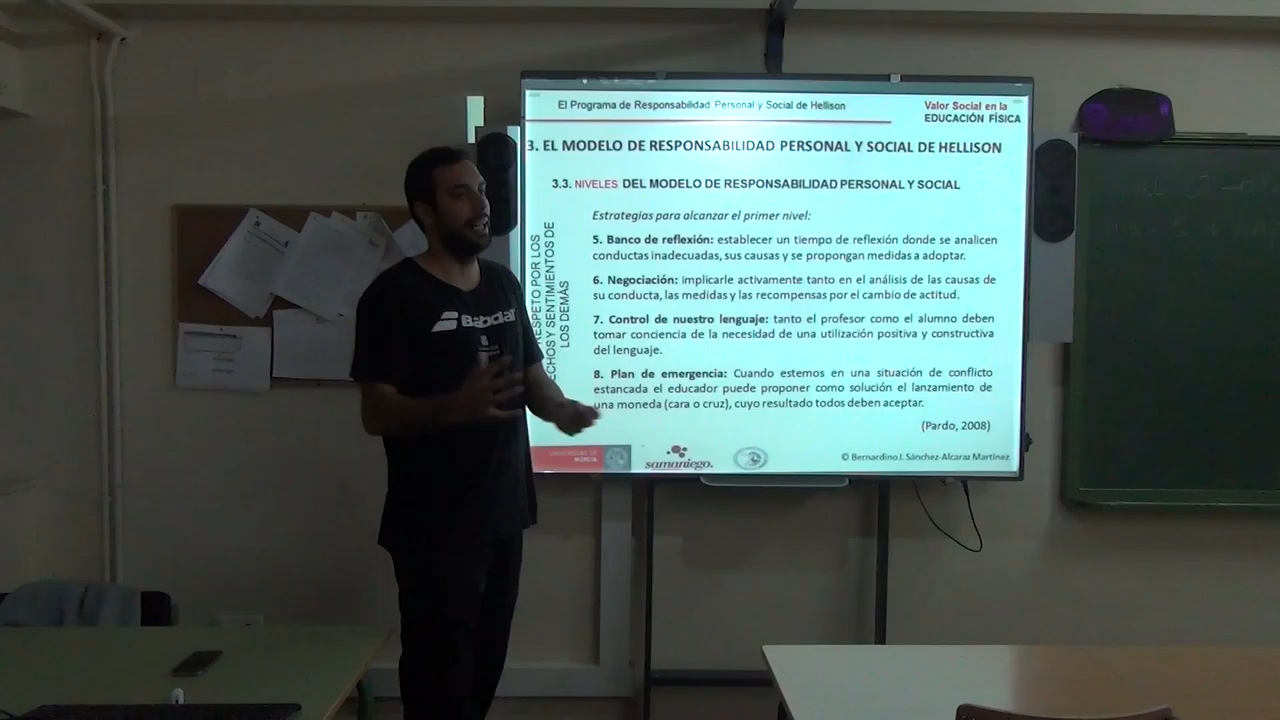 El Programa de Responsabilidad Personal y Social de Hellison
Valor Social en la
EDUCACIÓN FÍSICA
3. EL MODELO DE RESPONSABILIDAD PERSONAL Y SOCIAL DE HELLISON
3.3. NIVELES DEL MODELO DE RESPONSABILIDAD PERSONAL Y SOCIAL
Estrategias para alcanzar el primer nivel:
5. Banco de reflexión: establecer un tiempo de reflexión donde se analicen
conductas inadecuadas, sus causas y se propongan medidas a adoptar.
6. Negociación: implicarle activamente tanto en el análisis de las causas de
su conducta, las medidas y las recompensas por el cambio de actitud.
7. Control de nuestro lenguaje: tanto el profesor como el alumno deben
tomar conciencia de la necesidad de una utilización positiva y constructiva
del lenguaje.
8. Plan de emergencia: Cuando estemos en una situación de conflicto
estancada el educador puede proponer como solución el lanzamiento de
una moneda (cara o cruz), cuyo resultado todos deben aceptar.
(Pardo, 2008)
ESPETO POR LOS
ECHOS Y SENTIMIENTOS DE
LOS DEMÁS
UNIVERSIDAD DE
MURCIA
samaniego.
© Bernardino J. Sánchez-Alcaraz Martínez
Babolat